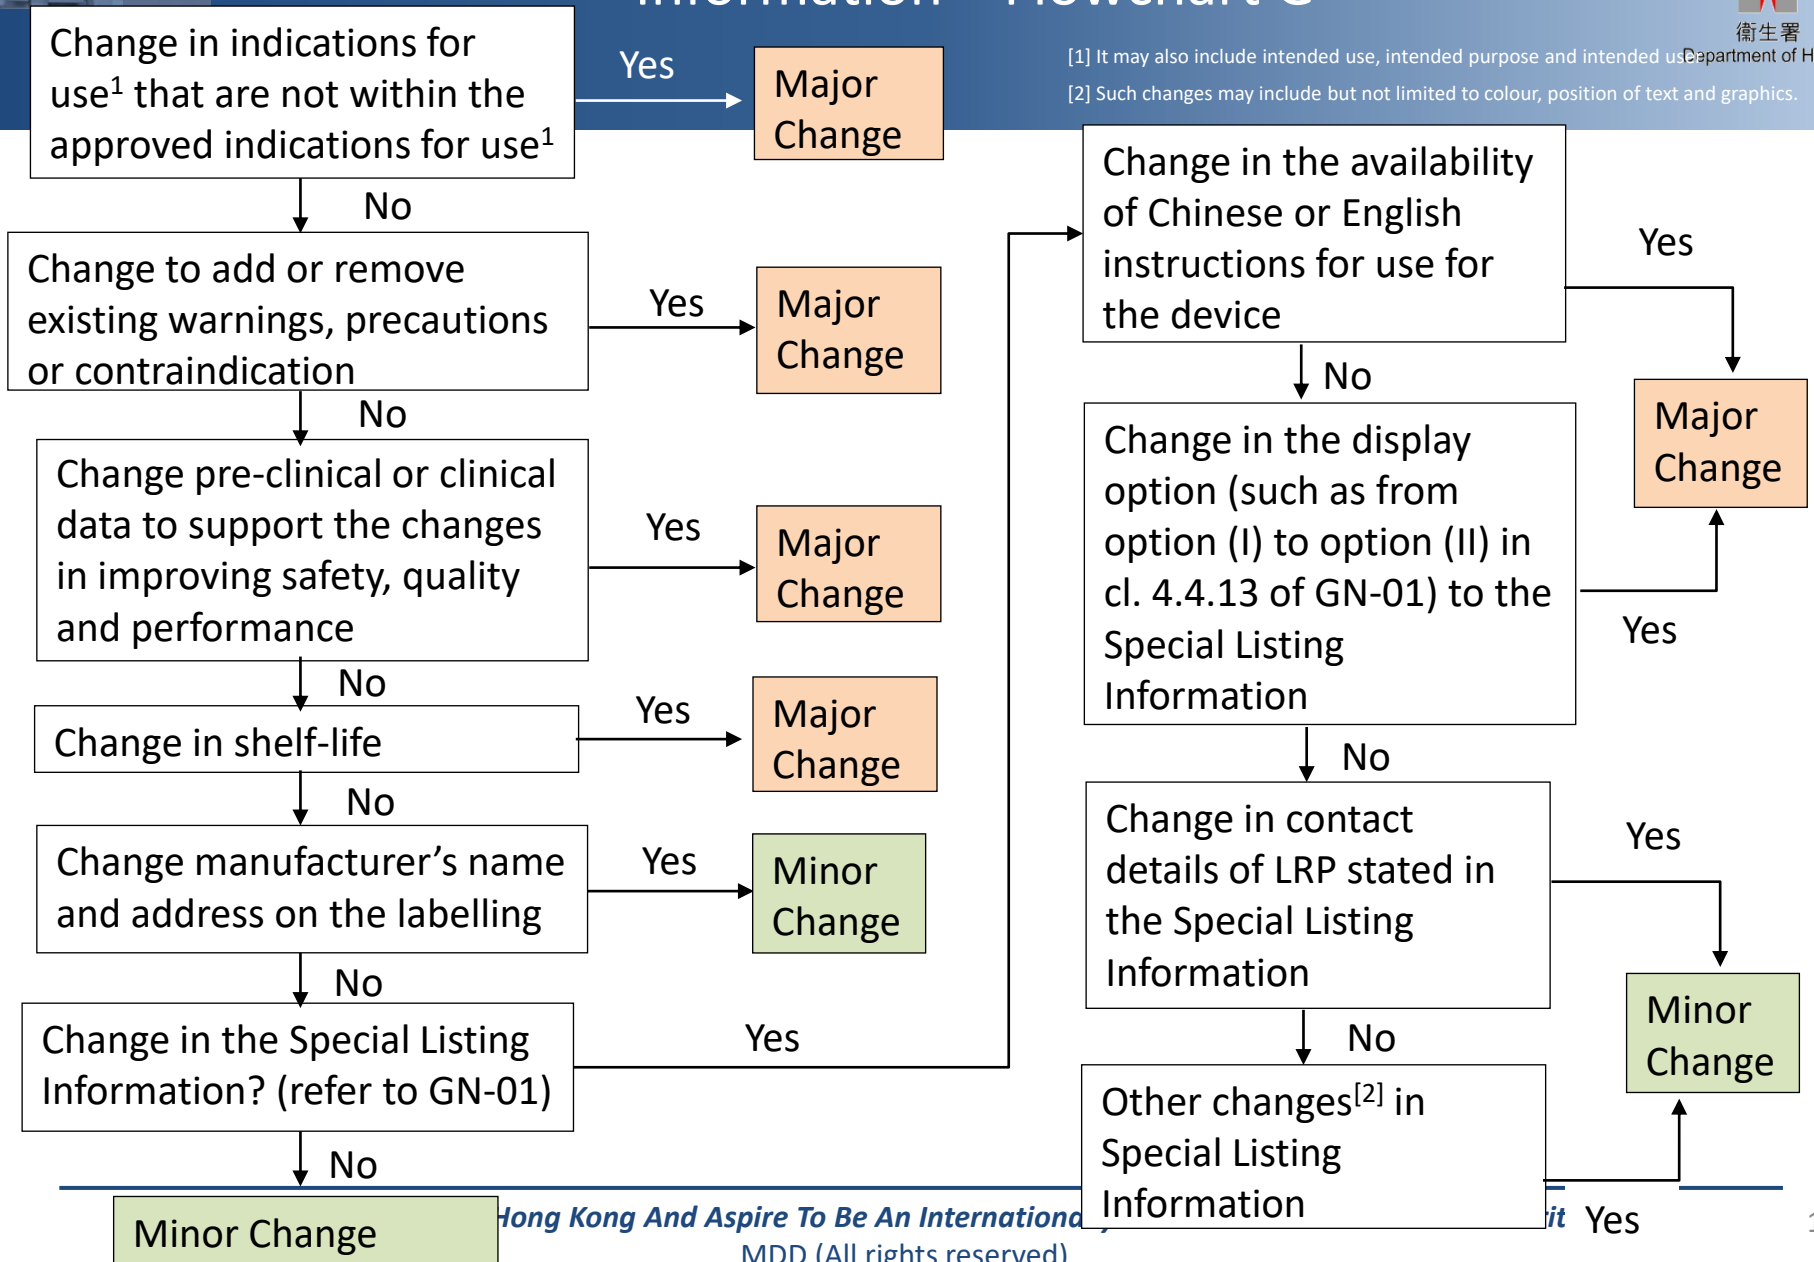 Change in indications for
use¹ that are not within the
approved indications for use¹
Yes
Major
Change
[1] It may also include intended use, intended purpose and intended user.
[2] Such changes may include but not limited to colour, position of text and graphics.
衞生署
Department of H
No
Change to add or remove
existing warnings, precautions
or contraindication
Yes
Major
Change
No
Change pre-clinical or clinical
data to support the changes
in improving safety, quality
and performance
Yes
Major
Change
No
Change in shelf-life
Yes
Major
Change
No
Change manufacturer’s name
and address on the labelling
Yes
Minor
Change
No
Change in the Special Listing
Information? (refer to GN-01)
Yes
No
Minor Change
Change in the availability
of Chinese or English
instructions for use for
the device
Yes
No
Major
Change
Change in the display
option (such as from
option (I) to option (II) in
cl. 4.4.13 of GN-01) to the
Special Listing
Information
Yes
No
Change in contact
details of LRP stated in
the Special Listing
Information
Yes
No
Minor
Change
Other changes[2] in
Special Listing
Information
Yes
Hong Kong And Aspire To Be An Internationa
MDD (All rights reserved)